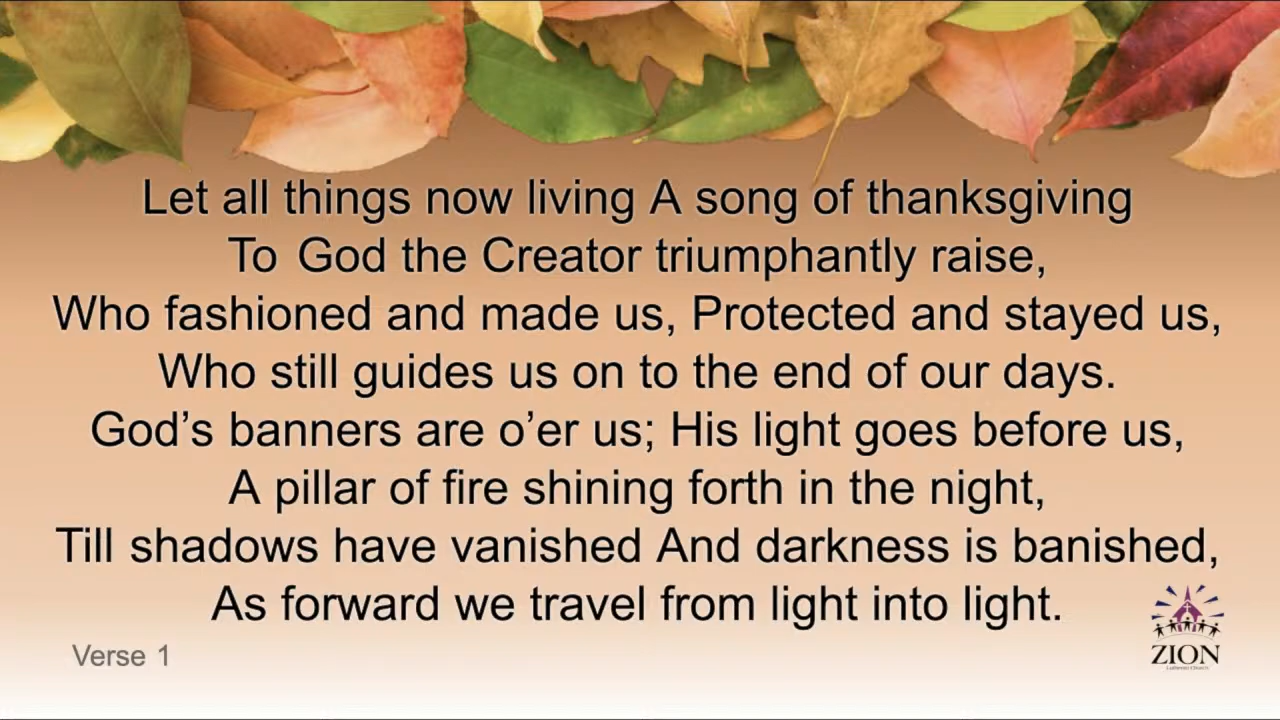 Let all things now living A song of thanksgiving
To God the Creator triumphantly raise,
Who fashioned and made us, Protected and stayed us,
Who still guides us on to the end of our days.
God’s banners are o’er us; His light goes before us,
A pillar of fire shining forth in the night,
Till shadows have vanished And darkness is banished,
As forward we travel from light into light.
Verse 1
ZION
Lutheran Church